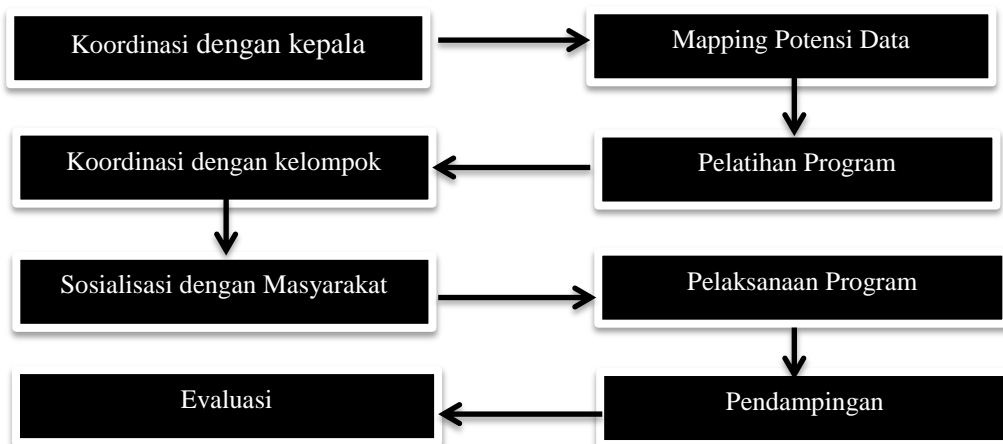 Koordinasi dengan kepala
Mapping Potensi Data
Pelatihan Program
Koordinasi dengan kelompok
Sosialisasi dengan Masyarakat
Pelaksanaan Program
Pendampingan
Evaluasi